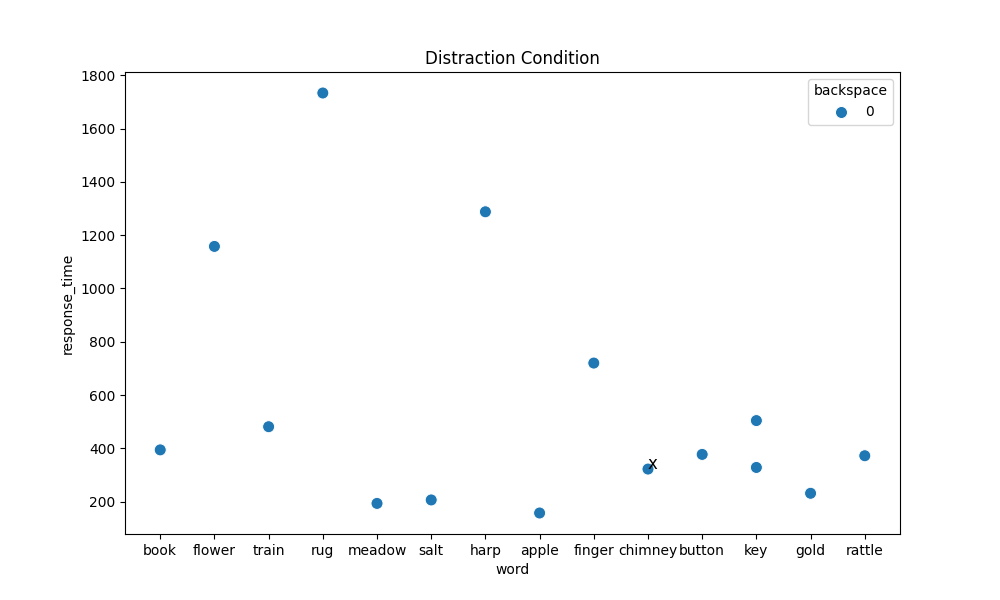 Distraction Condition
backspace
0
1800
1600
1400
1200
1000
800
600
400
200
response_time
x
book flower train rug meadow salt harp apple finger chimney button key gold rattle
word